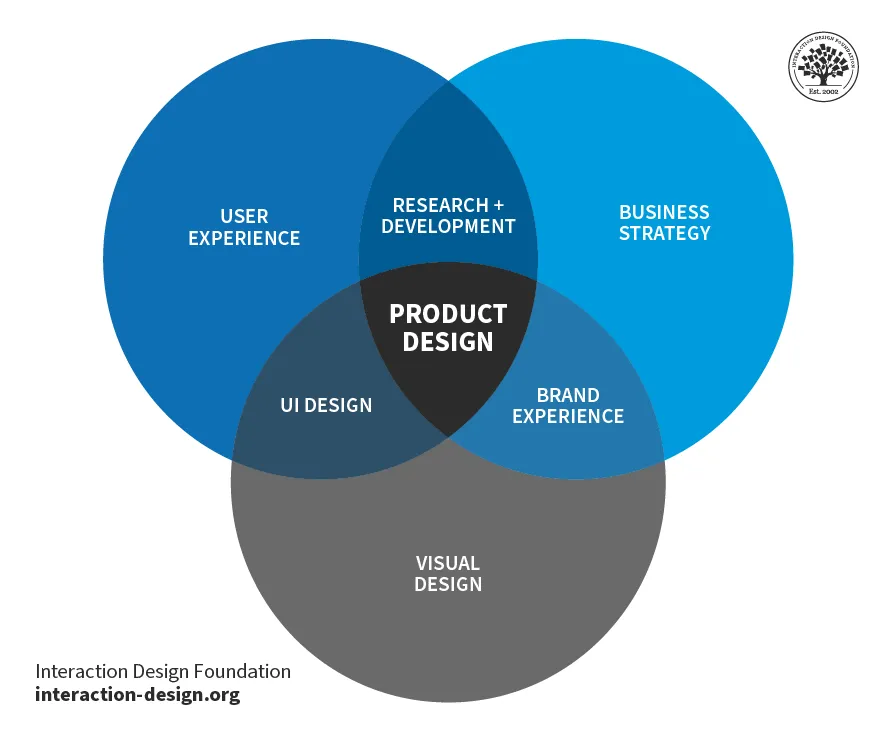 INTERACTION DESIGN FOUNDATION
Est. 2002
USER
EXPERIENCE
RESEARCH +
DEVELOPMENT
BUSINESS
STRATEGY
PRODUCT
DESIGN
UI DESIGN
BRAND
EXPERIENCE
VISUAL
DESIGN
Interaction Design Foundation
interaction-design.org